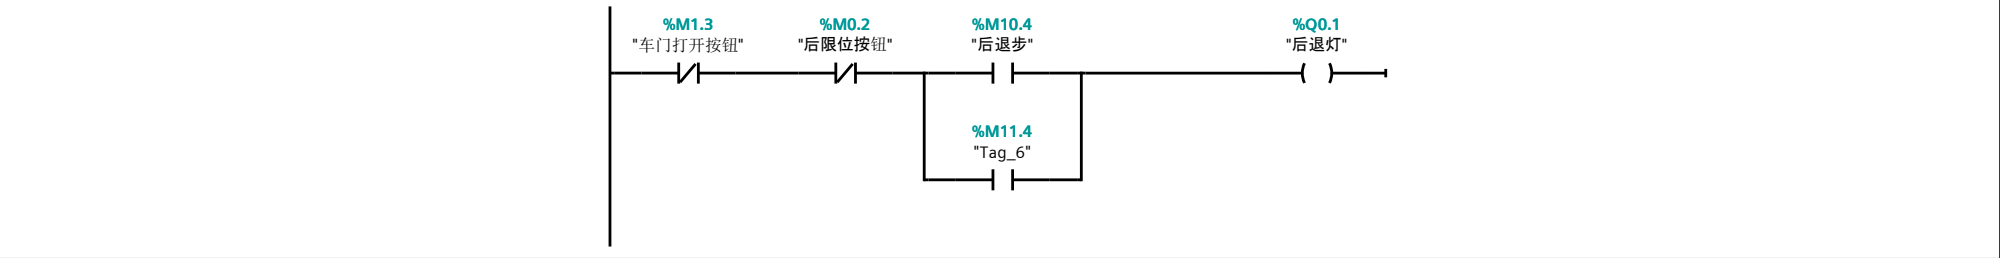 %M1.3
"车门打开按钮"
%M0.2
"后限位按钮"
%M10.4
"后退步"
%Q0.1
"后退灯"
%M11.4
"Tag_6"